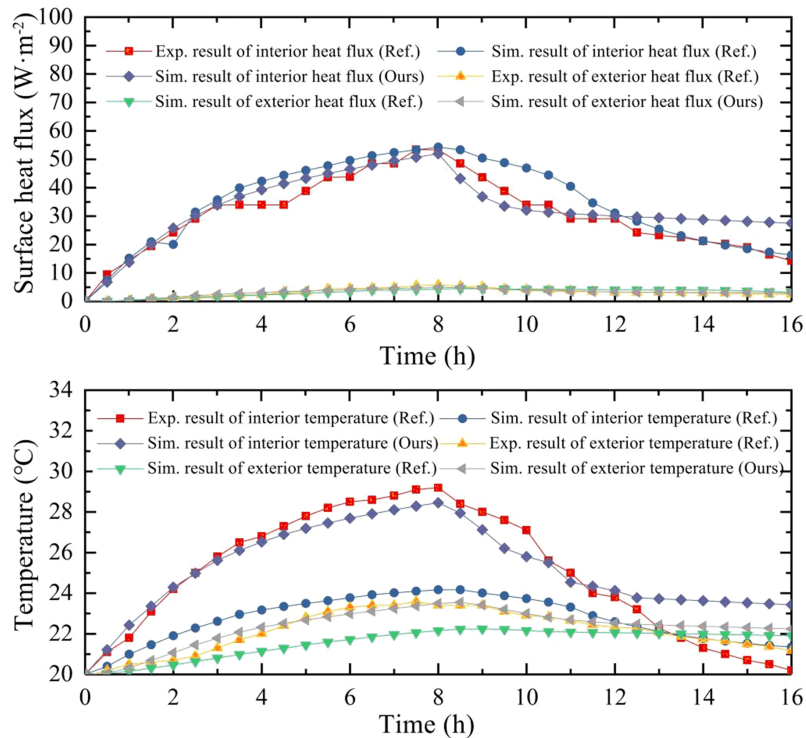 100
90
80
70
60
50
40
30
20
10
0
Surface heat flux (W·m⁻²)
Exp. result of interior heat flux (Ref.)
Sim. result of interior heat flux (Ref.)
Sim. result of interior heat flux (Ours)
Exp. result of exterior heat flux (Ref.)
Sim. result of exterior heat flux (Ref.)
Sim. result of exterior heat flux (Ours)
0 2 4 6 8 10 12 14 16
Time (h)
34
32
30
28
26
24
22
20
Temperature (℃)
Exp. result of interior temperature (Ref.)
Sim. result of interior temperature (Ref.)
Sim. result of interior temperature (Ours)
Exp. result of exterior temperature (Ref.)
Sim. result of exterior temperature (Ref.)
Sim. result of exterior temperature (Ours)
0 2 4 6 8 10 12 14 16
Time (h)